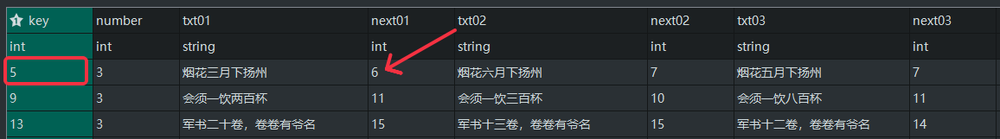 key number txt01 next01 txt02 next02 txt03 next03
int int string int string int string int
5 3 烟花三月下扬州 6 烟花六月下扬州 7 烟花五月下扬州 7
9 3 会须一饮两百杯 11 会须一饮三百杯 10 会须一饮八百杯 11
13 3 军书二十卷，卷卷有爷名 15 军书十三卷，卷卷有爷名 15 军书十二卷，卷卷有爷名 14